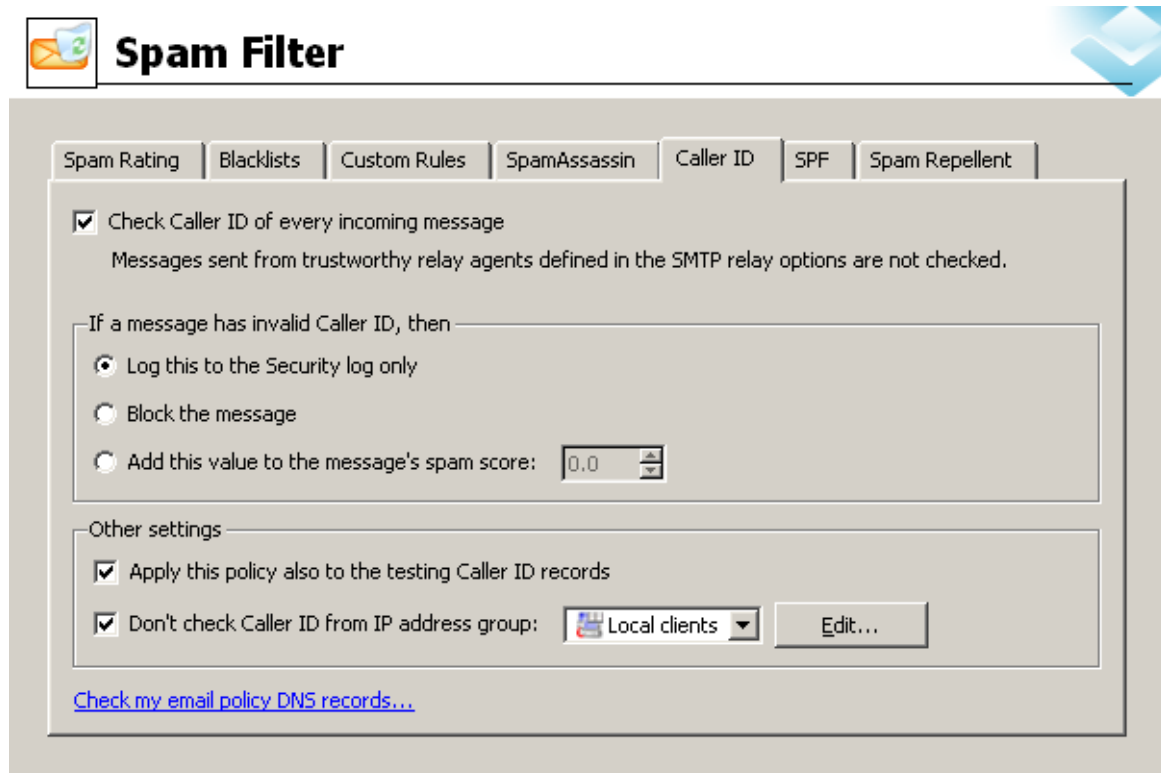 Spam Filter
Spam Rating Blacklists Custom Rules SpamAssassin Caller ID SPF Spam Repellent
Check Caller ID of every incoming message
Messages sent from trustworthy relay agents defined in the SMTP relay options are not checked.
If a message has invalid Caller ID, then
Log this to the Security log only
Block the message
Add this value to the message's spam score: 0.0
Other settings
Apply this policy also to the testing Caller ID records
Don't check Caller ID from IP address group: Local clients Edit...
Check my email policy DNS records...